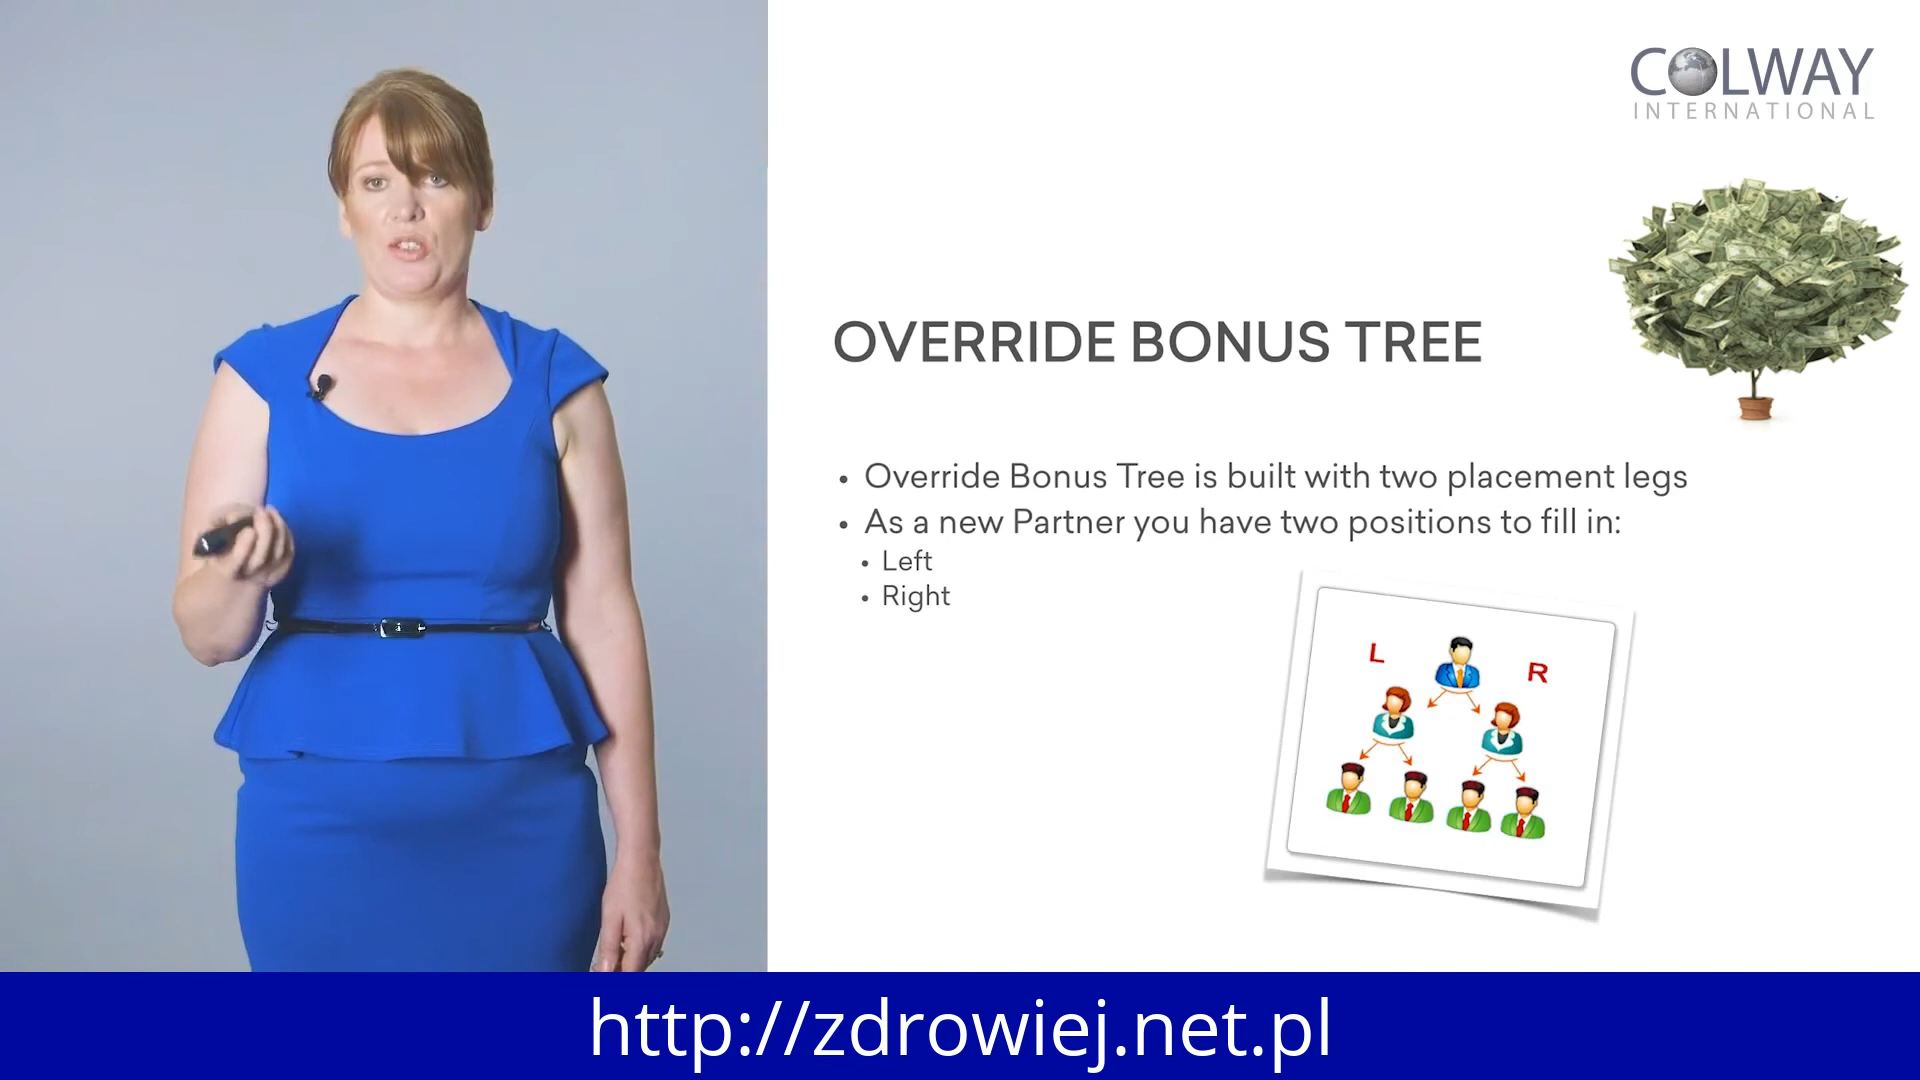 COLWAY
INTERNATIONAL
OVERRIDE BONUS TREE
• Override Bonus Tree is built with two placement legs
• As a new Partner you have two positions to fill in:
• Left
• Right
L
R
http://zdrowiej.net.pl